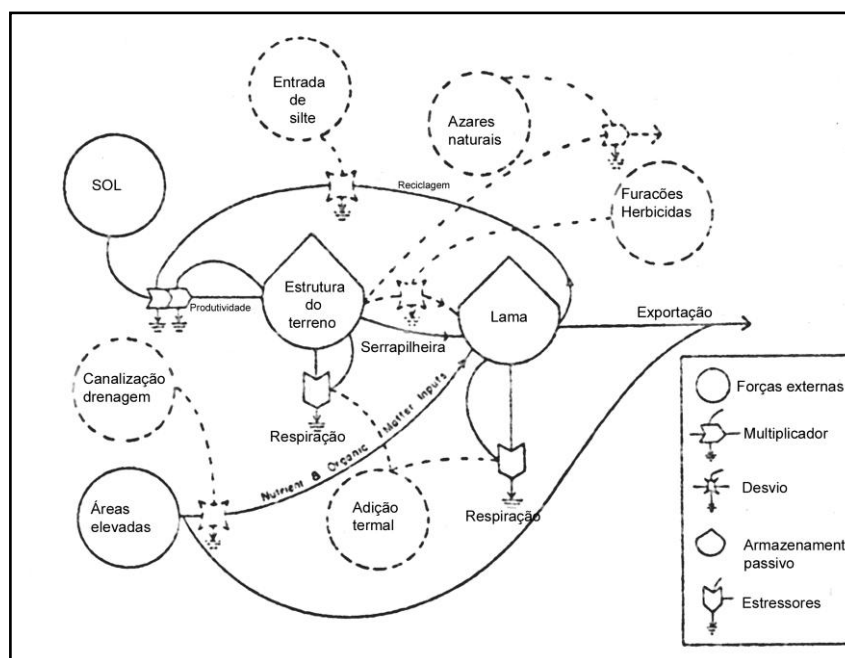 Entrada
de
silte
Azares
naturais
SOL
Reciclagem
Furacões
Herbicidas
Estrutura
do
terreno
Lama
Produtividade
Exportação
Serrapilheira
Canalização
drenagem
Respiração
Nutrient & Organic Matter Inputs
Áreas
elevadas
Adição
termal
Respiração
Forças externas
Multiplicador
Desvio
Armazenament
passivo
Estressores